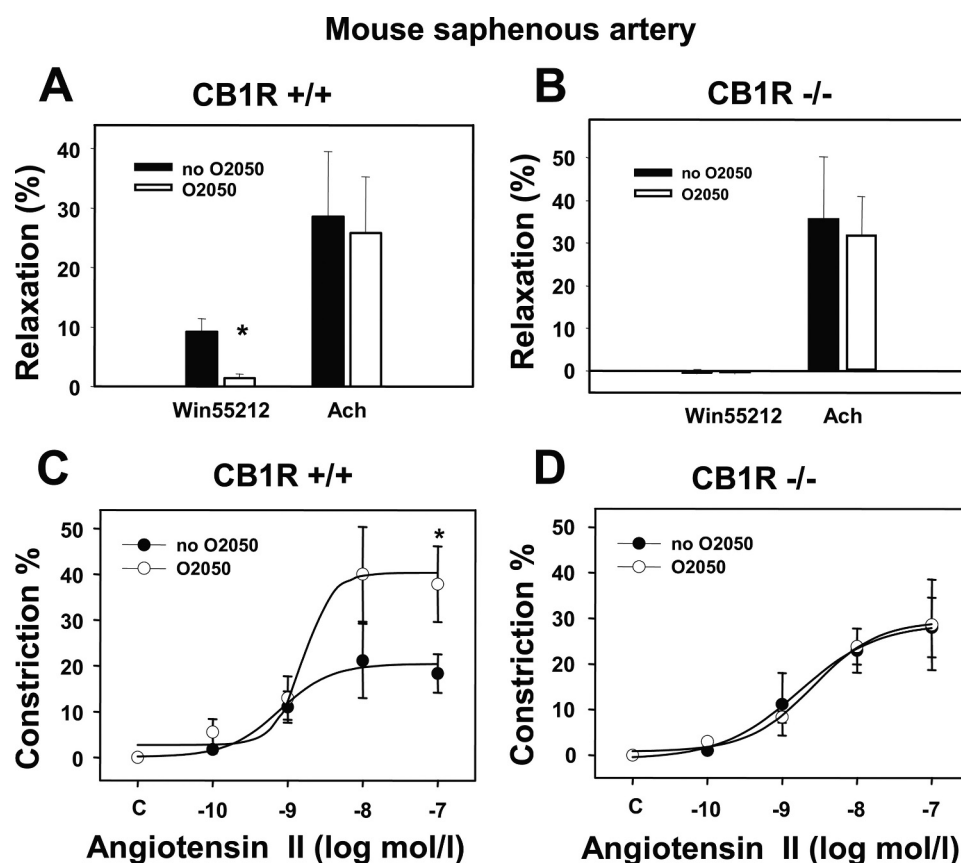 Mouse saphenous artery
A
CB1R +/+
Relaxation (%)
40
30
20
10
0
no O2050
O2050
*
Win55212
Ach
B
CB1R -/-
Relaxation (%)
50
40
30
20
10
0
no O2050
O2050
Win55212
Ach
C
CB1R +/+
Constriction %
50
40
30
20
10
0
no O2050
O2050
*
C
-10
-9
-8
-7
Angiotensin II (log mol/l)
D
CB1R -/-
Constriction %
50
40
30
20
10
0
no O2050
O2050
C
-10
-9
-8
-7
Angiotensin II (log mol/l)